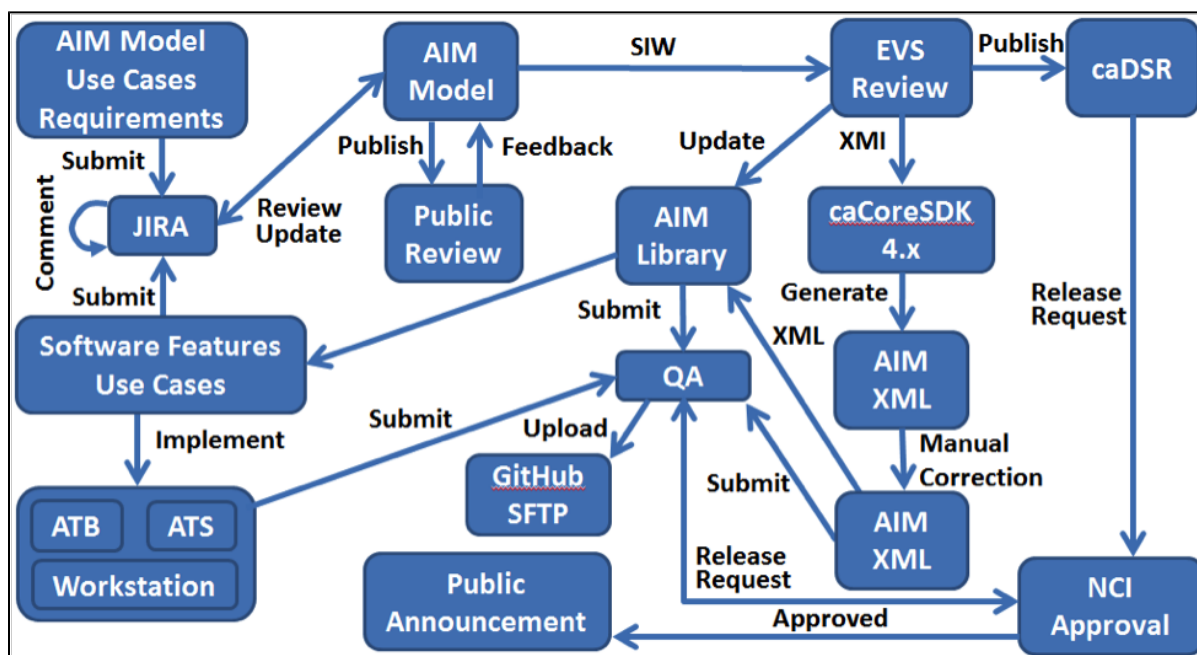 AIM Model
Use Cases
Requirements
AIM
Model
SIW
EVS
Review
Publish
caDSR
Submit
Publish
Feedback
Update
XMI
JIRA
Comment
Review
Update
Public
Review
AIM
Library
caCoreSDK
4.x
Submit
Submit
Generate
Release
Request
Software Features
Use Cases
XML
QA
AIM
XML
Implement
Submit
Upload
Manual
Correction
GitHub
SFTP
Submit
AIM
XML
ATB
ATS
Workstation
Release
Request
Public
Announcement
Approved
NCI
Approval